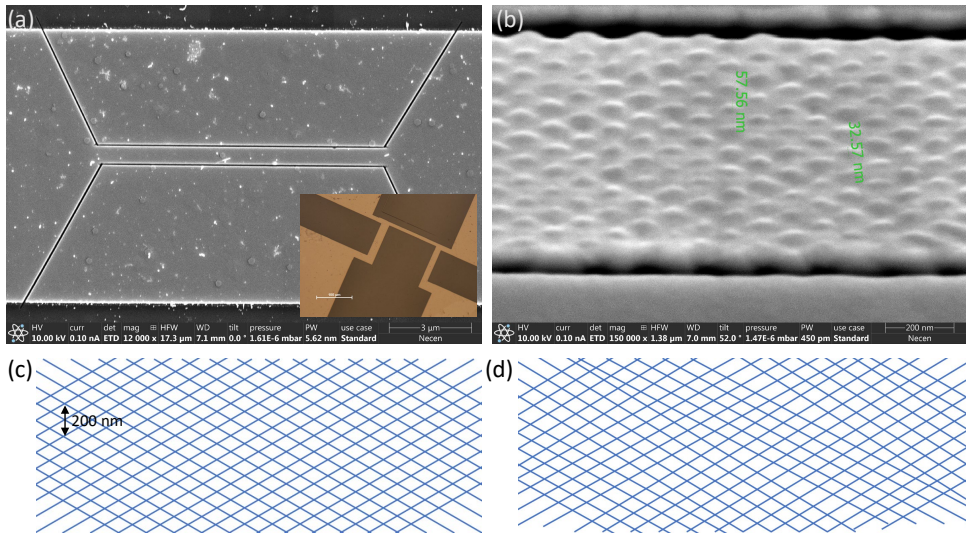 (a)
(b)
57.56 nm
32.57 nm
HV curr det mag HFW WD tilt pressure PW use case 3 µm
10.00 kV 0.10 nA ETD 12 000 x 17.3 µm 7.1 mm 0.0 ° 1.61E-6 mbar 5.62 nm Standard Necen
HV curr det mag HFW WD tilt pressure PW use case 200 nm
10.00 kV 0.10 nA ETD 150 000 x 1.38 µm 7.0 mm 52.0 ° 1.47E-6 mbar 450 pm Standard Necen
(c)
(d)
200 nm